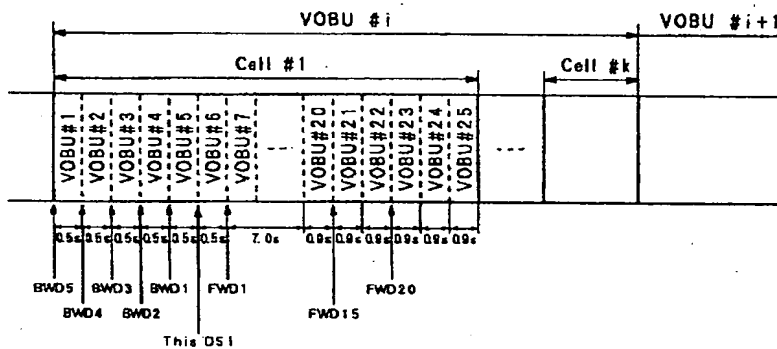 VOBU #i
VOBU #i+1
Cell #1
Cell #k
VOBU#1 VOBU#2 VOBU#3 VOBU#4 VOBU#5 VOBU#6 VOBU#7 --- VOBU#20 VOBU#21 VOBU#22 VOBU#23 VOBU#24 VOBU#25 ---
0.5s 0.5s 0.5s 0.5s 0.5s 0.5s 7.0s 0.9s 0.9s 0.9s 0.9s 0.9s 0.9s
BWD5 BWD3 BWD1 FWD1 FWD20
BWD4 BWD2 FWD15
This DSI